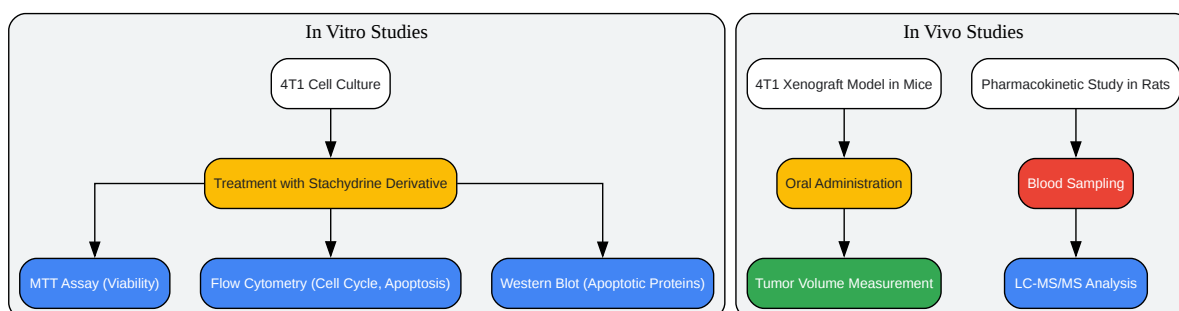 In Vitro Studies
4T1 Cell Culture
Treatment with Stachydrine Derivative
MTT Assay (Viability)
Flow Cytometry (Cell Cycle, Apoptosis)
Western Blot (Apoptotic Proteins)
In Vivo Studies
4T1 Xenograft Model in Mice
Pharmacokinetic Study in Rats
Oral Administration
Blood Sampling
Tumor Volume Measurement
LC-MS/MS Analysis